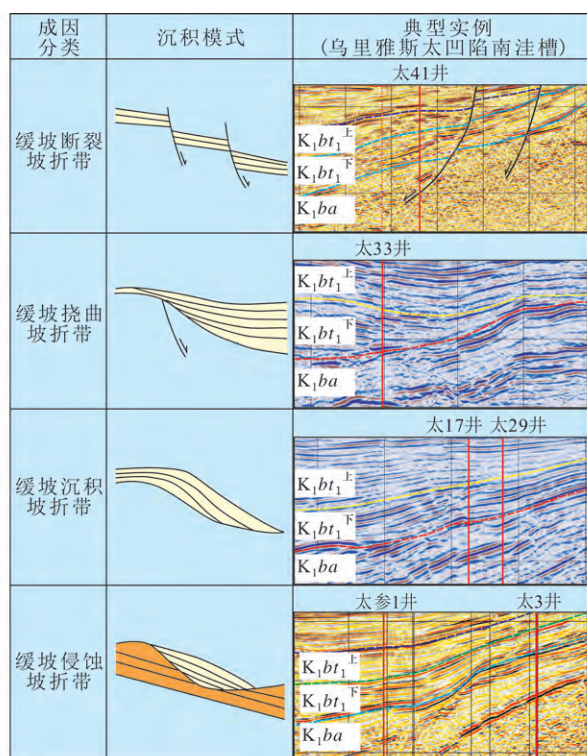 成因
分类
沉积模式
典型实例
(乌里雅斯太凹陷南洼槽)
缓坡断裂
坡折带
太41井
K₁bt₁上
K₁bt₁下
K₁ba
缓坡挠曲
坡折带
太33井
K₁bt₁上
K₁bt₁下
K₁ba
缓坡沉积
坡折带
太17井 太29井
K₁bt₁上
K₁bt₁下
K₁ba
缓坡侵蚀
坡折带
太参1井 太3井
K₁bt₁上
K₁bt₁下
K₁ba